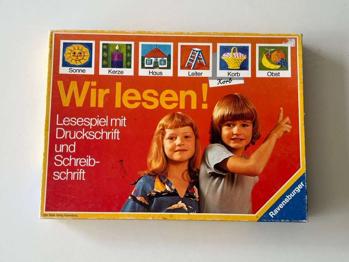 Sonne
Kerze
Haus
Leiter
Korb
Obst
Korb
Wir lesen!
Lesespiel mit
Druckschrift
und
Schreib-
schrift
Ravensburger